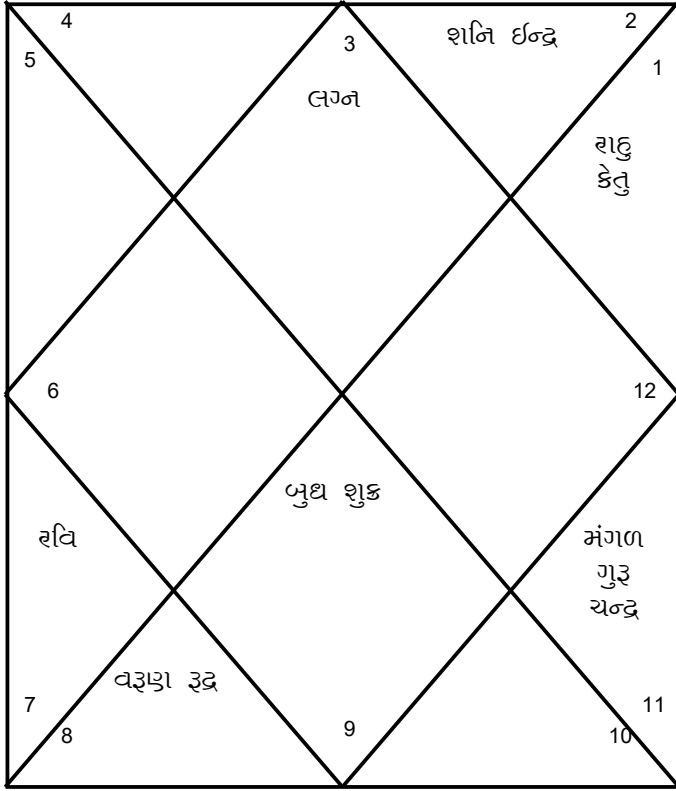 4
3
શનિ ઈન્દ્ર
2
5
1
લગ્ન
રાહુ
કેતુ
6
12
બુધ શુક્ર
રવિ
મંગળ
ગુરૂ
ચન્દ્ર
વરૂણ રૂદ્ર
7
11
8
9
10